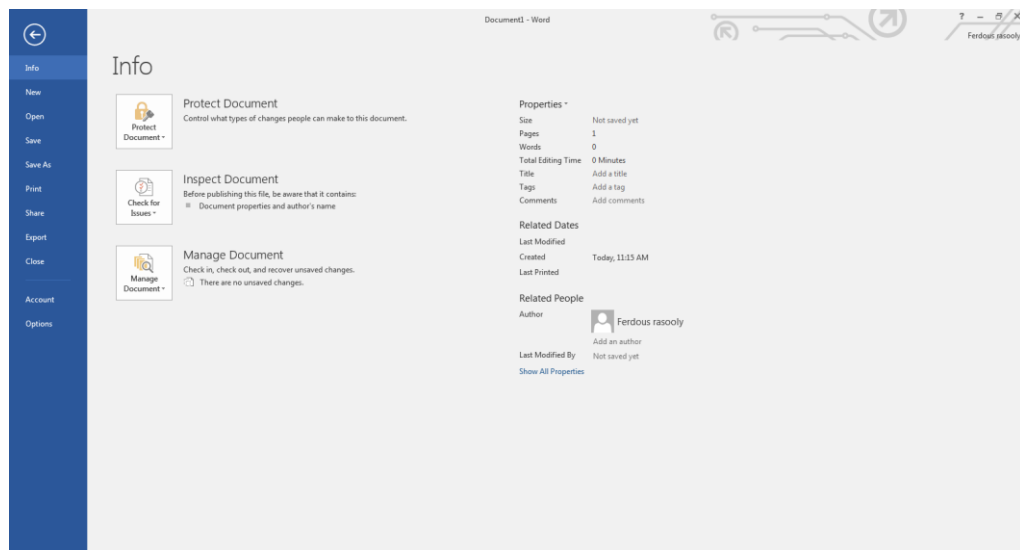 Document1 - Word
? – 
Ferdous rasooly
Info
New
Open
Save
Save As
Print
Share
Export
Close
Account
Options
Info
Protect Document
Protect Document
Control what types of changes people can make to this document.
Check for Issues
Inspect Document
Before publishing this file, be aware that it contains:
Document properties and author's name
Manage Document
Manage Document
Check in, check out, and recover unsaved changes.
There are no unsaved changes.
Properties
Size Not saved yet
Pages 1
Words 0
Total Editing Time 0 Minutes
Title Add a title
Tags Add a tag
Comments Add comments
Related Dates
Last Modified
Created Today, 11:15 AM
Last Printed
Related People
Author Ferdous rasooly
Add an author
Last Modified By Not saved yet
Show All Properties